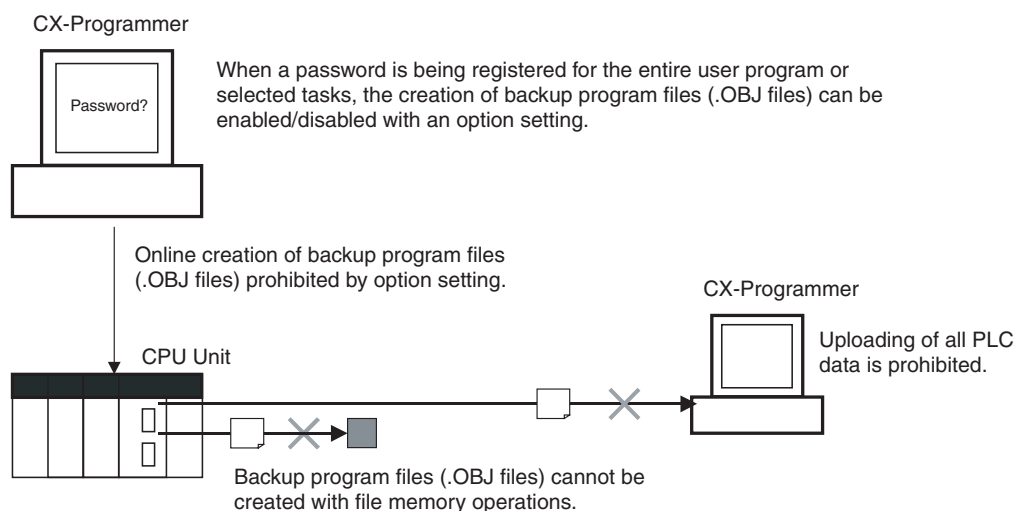 CX-Programmer
Password?
When a password is being registered for the entire user program or
selected tasks, the creation of backup program files (.OBJ files) can be
enabled/disabled with an option setting.
Online creation of backup program files
(.OBJ files) prohibited by option setting.
CX-Programmer
Uploading of all PLC
data is prohibited.
CPU Unit
Backup program files (.OBJ files) cannot be
created with file memory operations.